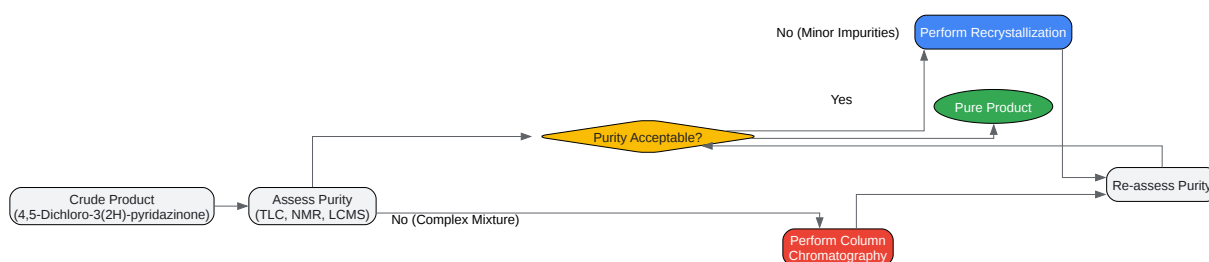 No (Minor Impurities)
Perform Recrystallization
Yes
Pure Product
Purity Acceptable?
Crude Product
(4,5-Dichloro-3(2H)-pyridazinone)
Assess Purity
(TLC, NMR, LCMS)
Re-assess Purity
No (Complex Mixture)
Perform Column
Chromatography